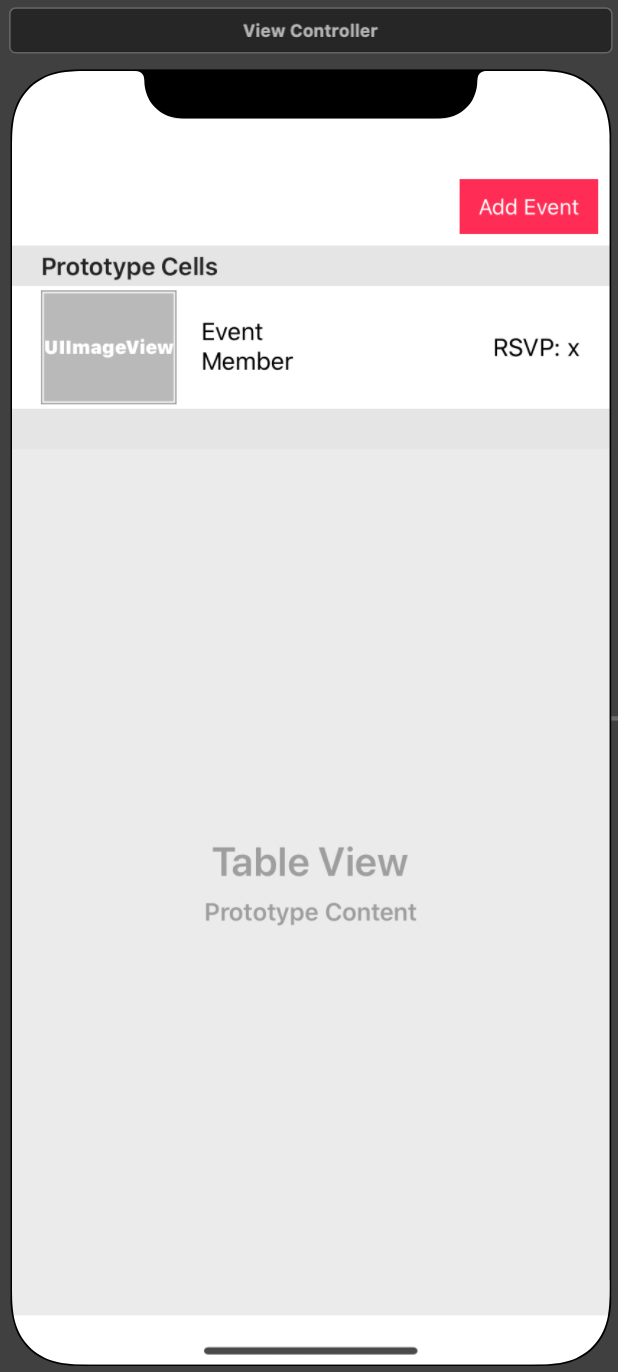 View Controller
Add Event
Prototype Cells
UIImageView
Event
Member
RSVP: x
Table View
Prototype Content